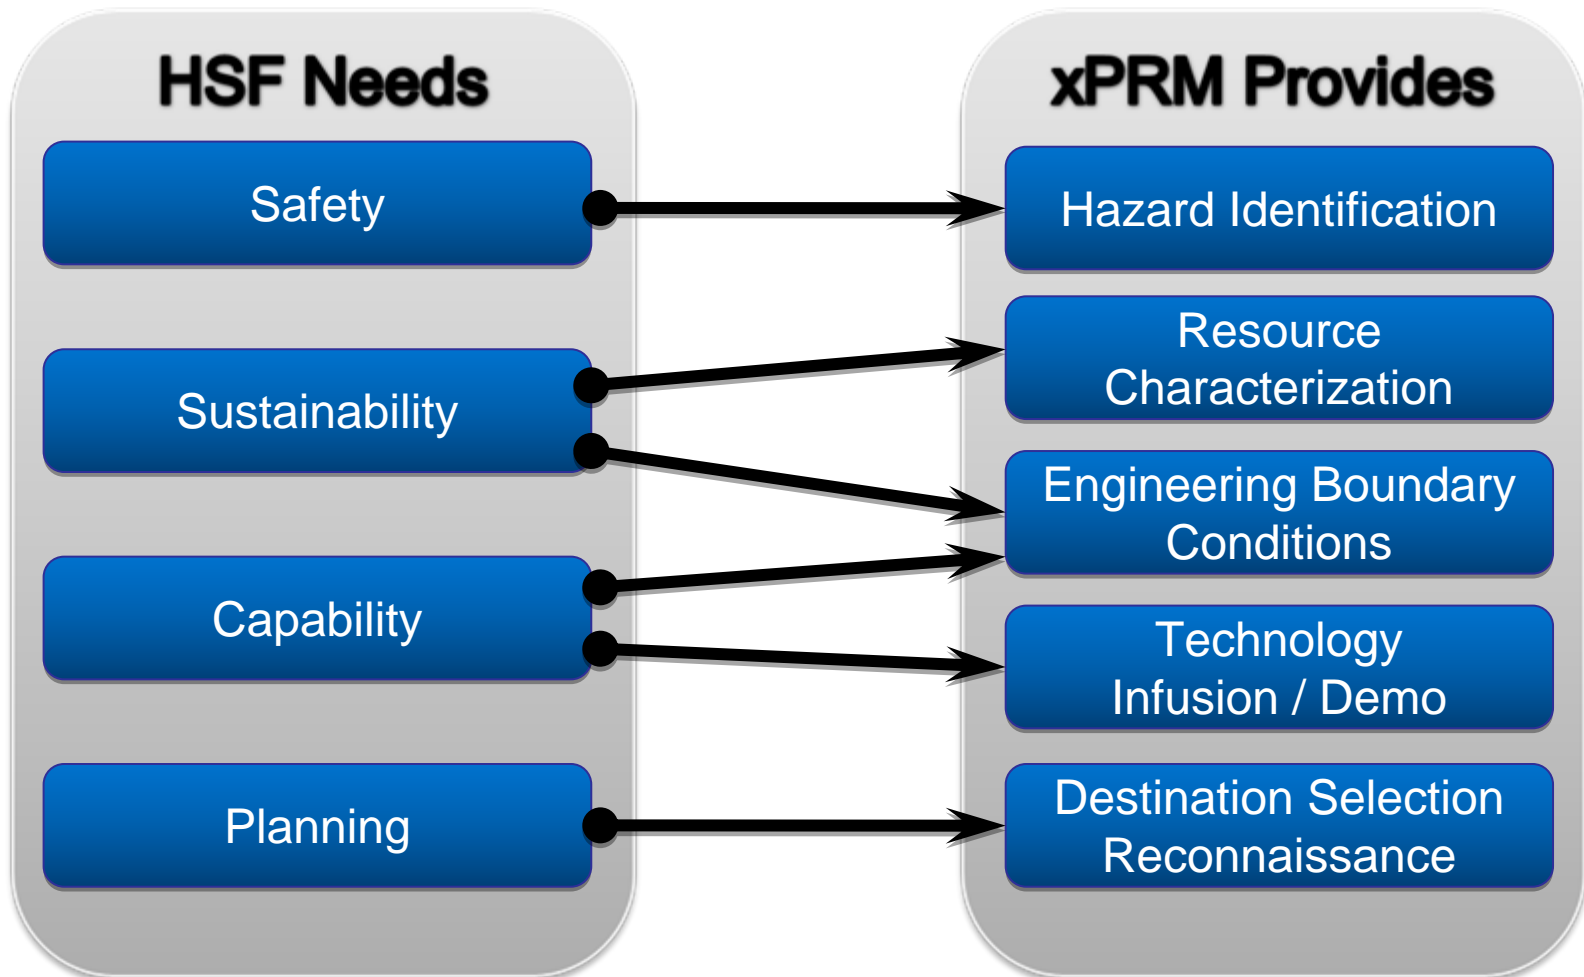 HSF Needs
Safety
Sustainability
Capability
Planning
xPRM Provides
Hazard Identification
Resource
Characterization
Engineering Boundary
Conditions
Technology
Infusion / Demo
Destination Selection
Reconnaissance